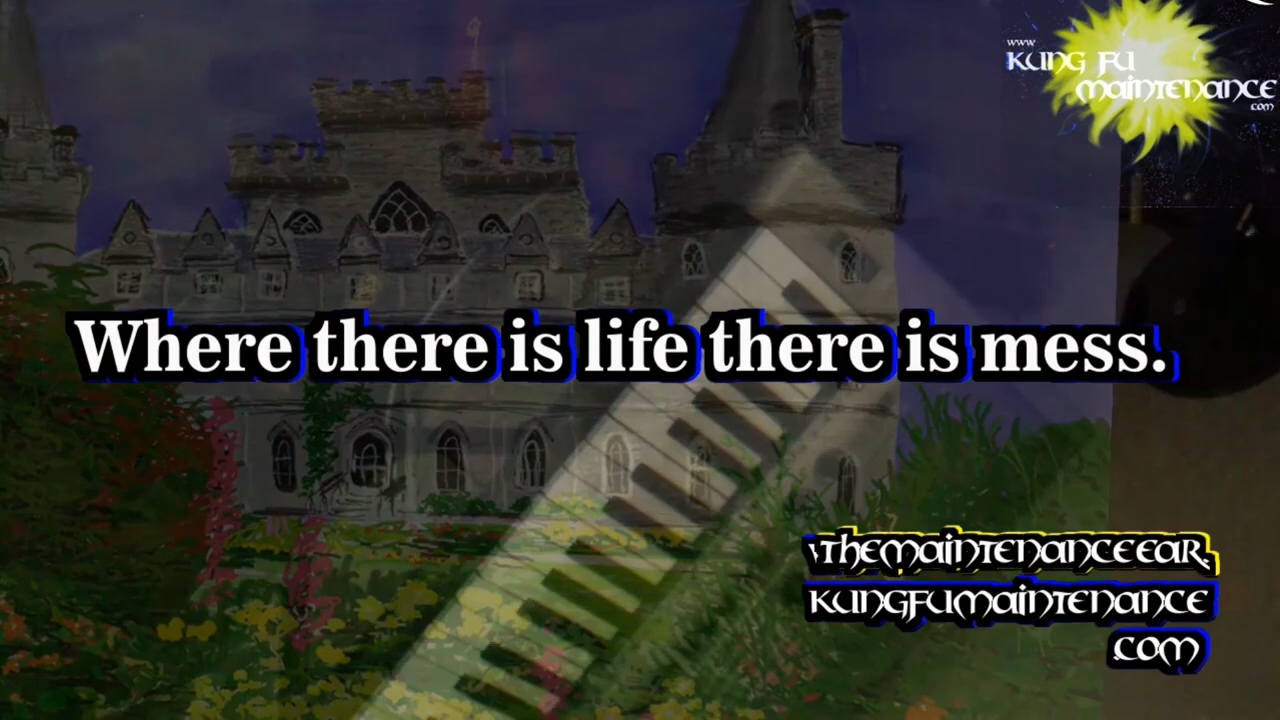 www
KUNG FU
MAINTENANCE
.COM
Where there is life there is mess.
THEMAINTENANCEEAR.
KUNGFUMAINTENANCE
.COM